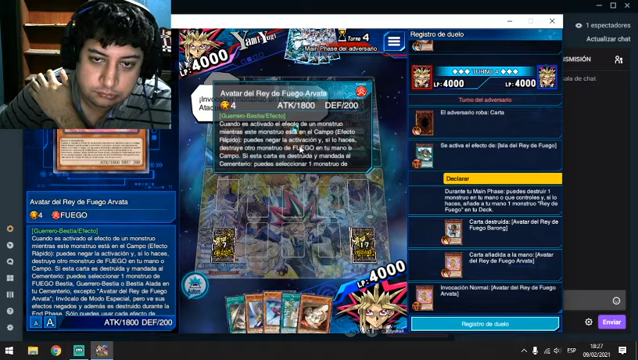 1 espectadores
Actualizar chat
Yami Yugi
4000
Turno 4
Main Phase del adversario
Registro de duelo
TURNO 4
LP: 4000
LP: 4000
Turno del adversario
El adversario roba: Carta
Se activa el efecto de: [Isla del Rey de Fuego]
Declarar
Durante tu Main Phase: puedes destruir 1 monstruo en tu mano o que controles y, si lo haces, añade a tu mano 1 monstruo "Rey de Fuego" en tu Deck.
Carta destruida: [Avatar del Rey de Fuego Barong]
Carta añadida a la mano: [Avatar del Rey de Fuego Arvata]
Invocación Normal: [Avatar del Rey de Fuego Arvata]
Registro de duelo
Avatar del Rey de Fuego Arvata
4
ATK/1800 DEF/200
[Guerrero-Bestia/Efecto]
Cuando es activado el efecto de un monstruo
mientras este monstruo está en el Campo (Efecto
Rápido): puedes negar la activación y, si lo haces,
destruye otro monstruo de FUEGO en tu mano o
Campo. Si esta carta es destruida y mandada al
Cementerio: puedes seleccionar 1 monstruo de
Avatar del Rey de Fuego Arvata
4 FUEGO
[Guerrero-Bestia/Efecto]
Cuando es activado el efecto de un monstruo
mientras este monstruo está en el Campo (Efecto
Rápido): puedes negar la activación y, si lo haces,
destruye otro monstruo de FUEGO en tu mano o
Campo. Si esta carta es destruida y mandada al
Cementerio: puedes seleccionar 1 monstruo de
FUEGO Bestia, Guerrero-Bestia o Bestia Alada en
tu Cementerio, excepto "Avatar del Rey de Fuego
Arvata"; Invócalo de Modo Especial, pero ve sus
efectos negados y además es destruido durante la
End Phase. Sólo puedes usar cada efecto de
A A ATK/1800 DEF/200
LP 4000
Enviar
ESP
18:27
09/02/2021